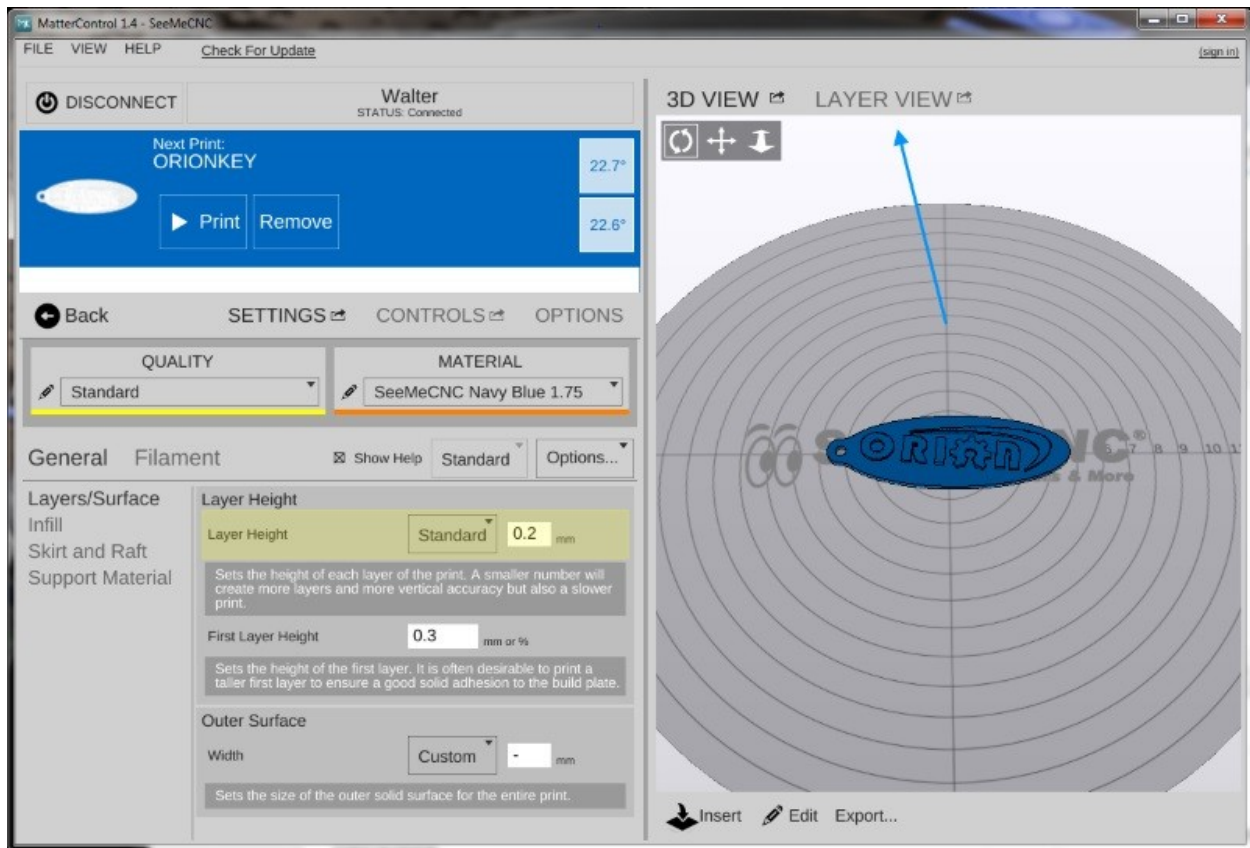 MatterControl 1.4 - SeeMeCNC
FILE VIEW HELP Check For Update
(sign in)
DISCONNECT
Walter
STATUS: Connected
Next Print:
ORIONKEY
22.7°
Print Remove
22.6°
Back SETTINGS CONTROLS OPTIONS
QUALITY MATERIAL
Standard SeeMeCNC Navy Blue 1.75
General Filament Show Help Standard Options...
Layers/Surface
Infill
Skirt and Raft
Support Material
Layer Height
Layer Height Standard 0.2 mm
Sets the height of each layer of the print. A smaller number will
create more layers and more vertical accuracy but also a slower
print.
First Layer Height 0.3 mm or %
Sets the height of the first layer. It is often desirable to print a
taller first layer to ensure a good solid adhesion to the build plate.
Outer Surface
Width Custom - mm
Sets the size of the outer solid surface for the entire print.
3D VIEW LAYER VIEW
ORION
S NC®
& More
7 8 9 10
Insert Edit Export...